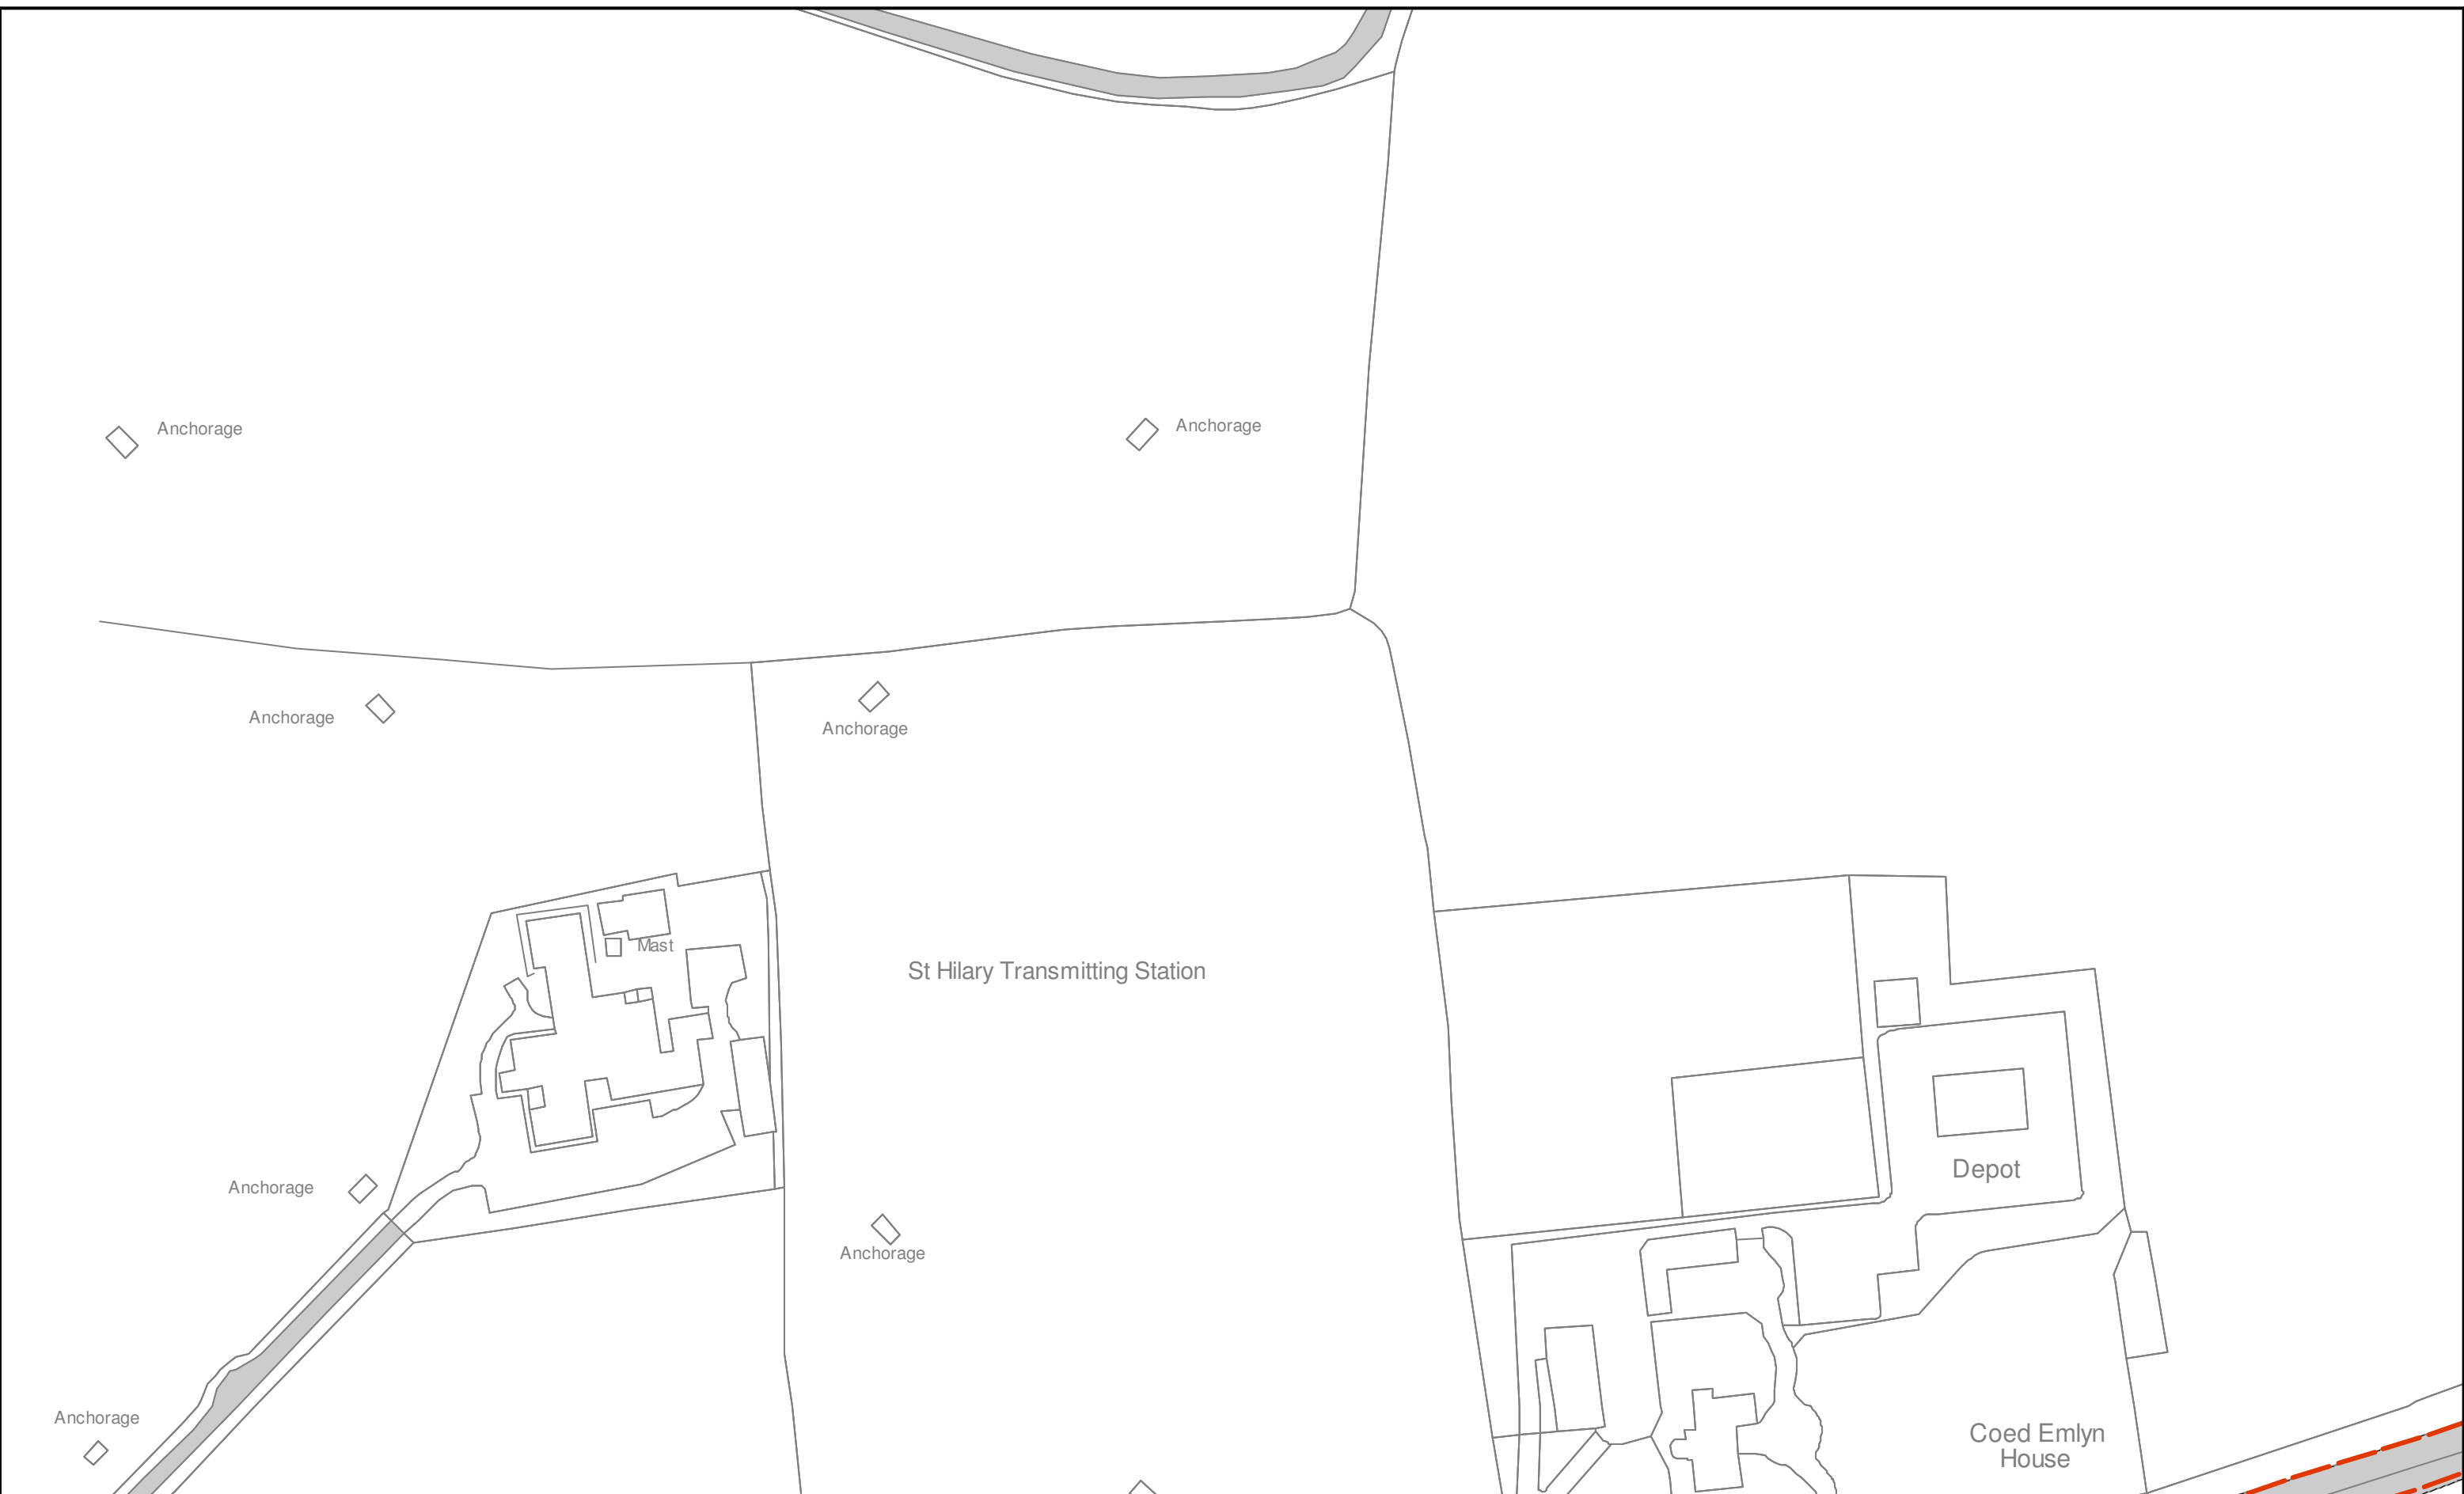 Anchorage
Anchorage
Anchorage
Anchorage
Mast
St Hilary Transmitting Station
Depot
Anchorage
Anchorage
Anchorage
Coed Emlyn
House